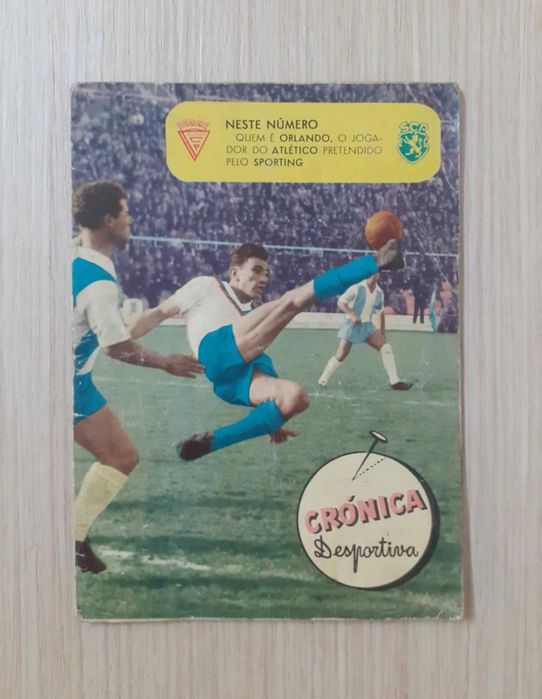 NESTE NÚMERO
QUEM É ORLANDO, O JOGA-
DOR DO ATLÉTICO PRETENDIDO
PELO SPORTING
SCP
CRÓNICA
Desportiva